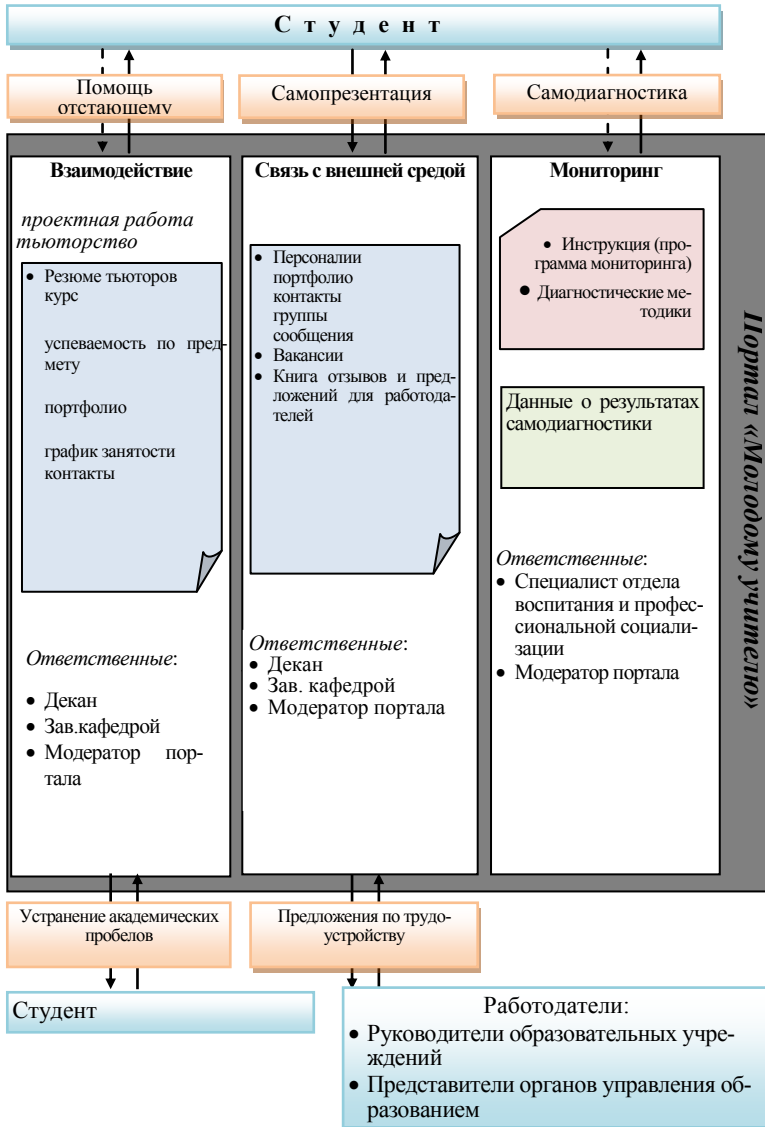 Студент
Помощь
отстающему
Самопрезентация
Самодиагностика
Взаимодействие
проектная работа
тьюторство
• Резюме тьюторов
курс
успеваемость по пред-
мету
портфолио
график занятости
контакты
Ответственные:
• Декан
• Зав.кафедрой
• Модератор пор-
тала
Связь с внешней средой
• Персоналии
портфолио
контакты
группы
сообщения
• Вакансии
• Книга отзывов и пред-
ложений для работода-
телей
Ответственные:
• Декан
• Зав. кафедрой
• Модератор портала
Мониторинг
• Инструкция (про-
грамма мониторинга)
• Диагностические ме-
тодики
Данные о результатах
самодиагностики
Ответственные:
• Специалист отдела
воспитания и профес-
сиональной социали-
зации
• Модератор портала
Портал «Молодому учителю»
Устранение академических
пробелов
Предложения по трудо-
устройству
Студент
Работодатели:
• Руководители образовательных учре-
ждений
• Представители органов управления об-
разованием